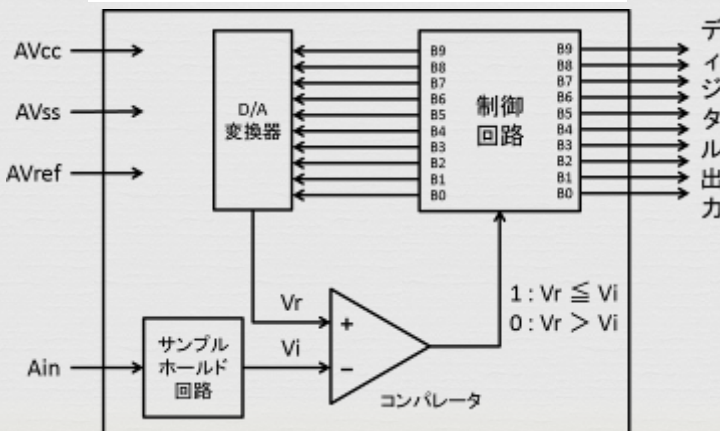 AVcc
AVss
AVref
Ain
D/A
変換器
B9
B8
B7
B6
B5
B4
B3
B2
B1
B0
制御
回路
B9
B8
B7
B6
B5
B4
B3
B2
B1
B0
ディジタル出力
サンプル
ホールド
回路
Vr
Vi
+
−
コンパレータ
1 : Vr ≦ Vi
0 : Vr > Vi